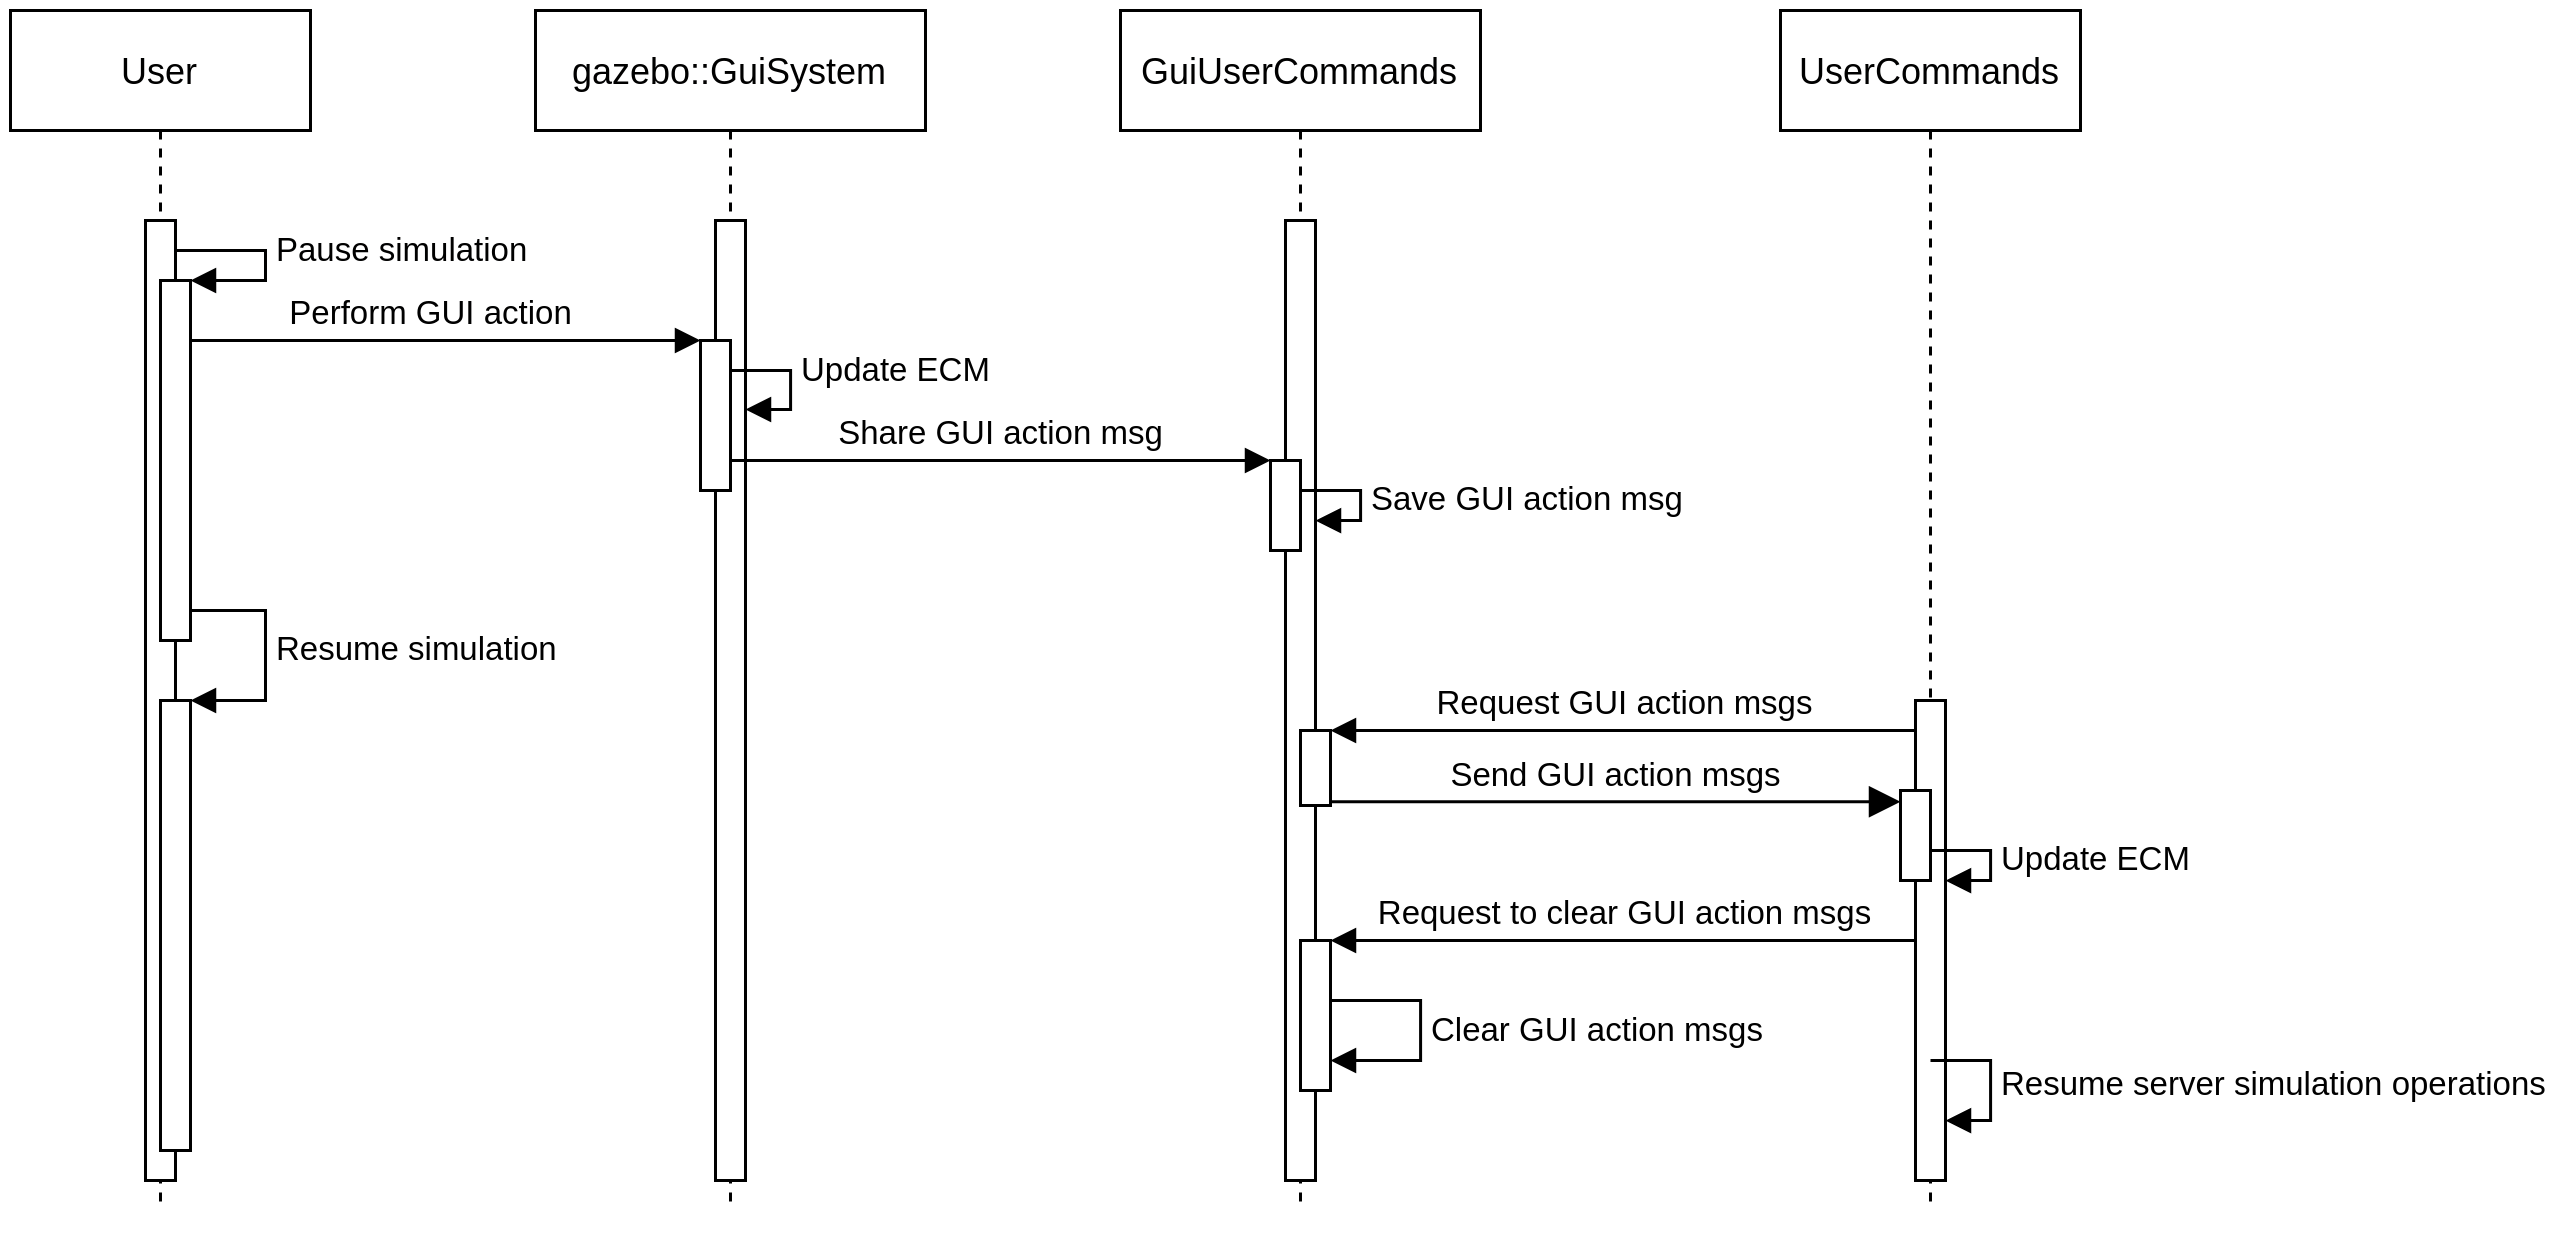 User
gazebo::GuiSystem
GuiUserCommands
UserCommands
Pause simulation
Perform GUI action
Update ECM
Share GUI action msg
Save GUI action msg
Resume simulation
Request GUI action msgs
Send GUI action msgs
Update ECM
Request to clear GUI action msgs
Clear GUI action msgs
Resume server simulation operations